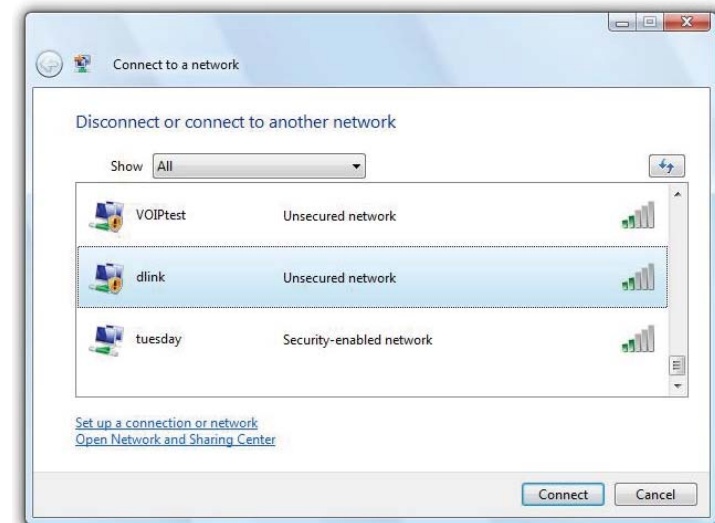 Connect to a network
Disconnect or connect to another network
Show All
VOIPtest Unsecured network
dlink Unsecured network
tuesday Security-enabled network
Set up a connection or network
Open Network and Sharing Center
Connect Cancel